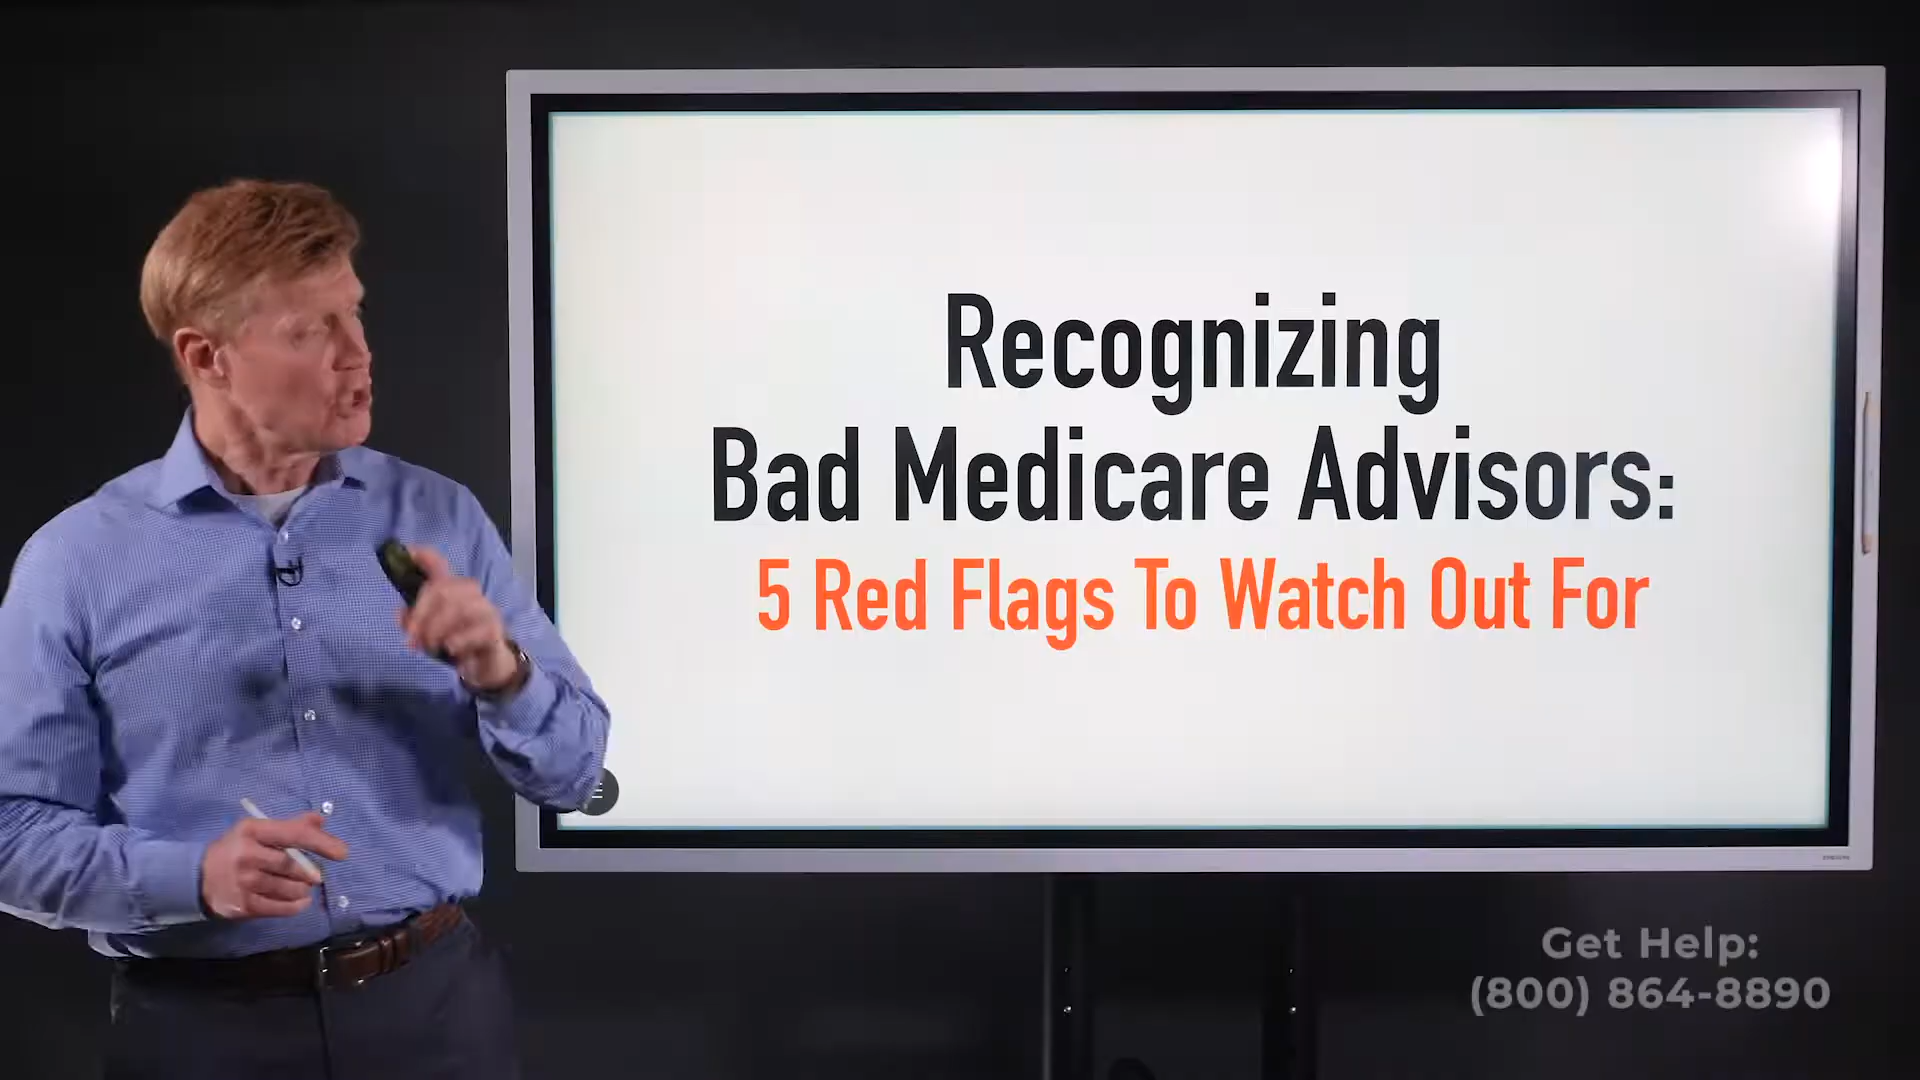 Recognizing
Bad Medicare Advisors:
5 Red Flags To Watch Out For
Get Help:
(800) 864-8890